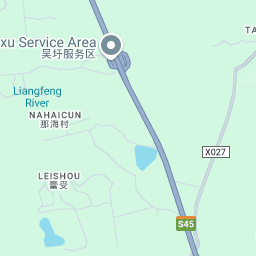 xu Service Area
吴圩服务区
TA
Liangfeng
River
NAHAICUN
那海村
X027
LEISHOU
蕾受
S45